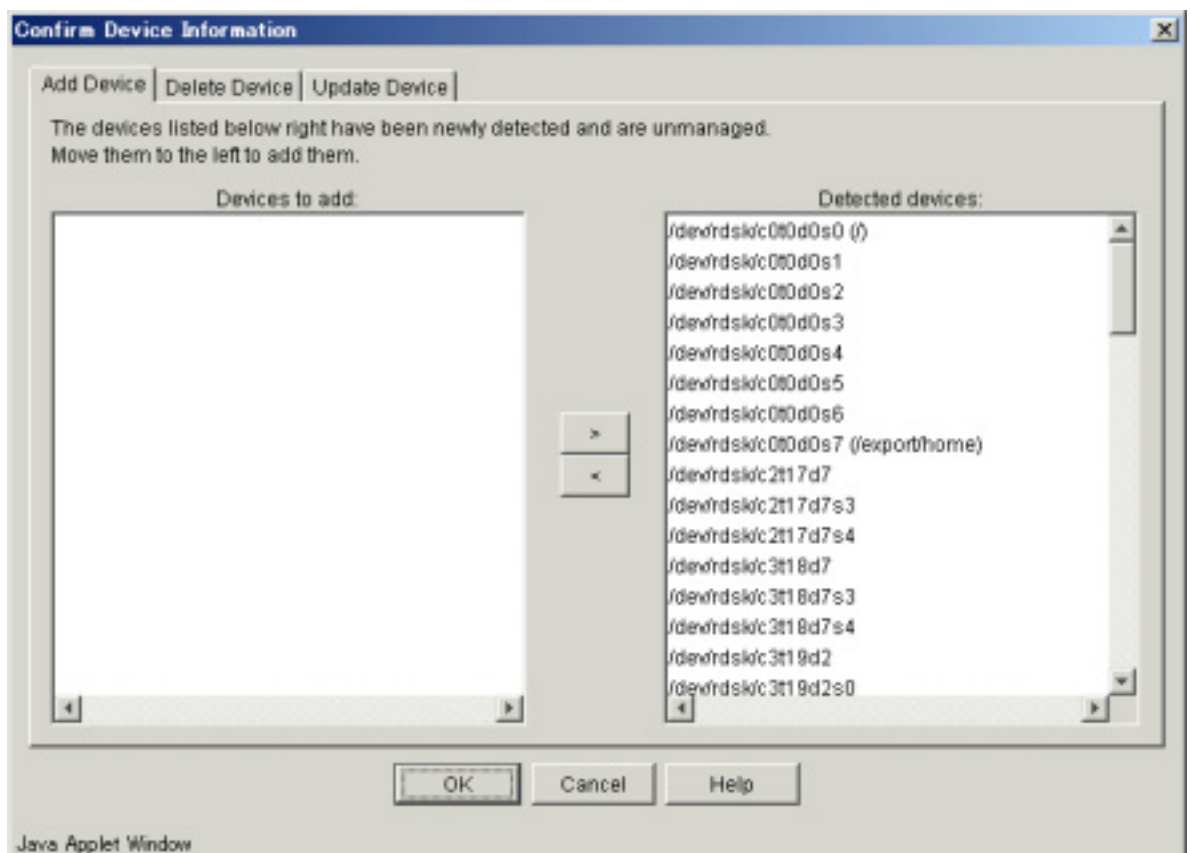 Confirm Device Information
Add Device
Delete Device
Update Device
The devices listed below right have been newly detected and are unmanaged.
Move them to the left to add them.
Devices to add:
Detected devices:
/dev/rdsk/c0t0d0s0 (/)
/dev/rdsk/c0t0d0s1
/dev/rdsk/c0t0d0s2
/dev/rdsk/c0t0d0s3
/dev/rdsk/c0t0d0s4
/dev/rdsk/c0t0d0s5
/dev/rdsk/c0t0d0s6
/dev/rdsk/c0t0d0s7 (/export/home)
/dev/rdsk/c2t17d7
/dev/rdsk/c2t17d7s3
/dev/rdsk/c2t17d7s4
/dev/rdsk/c3t18d7
/dev/rdsk/c3t18d7s3
/dev/rdsk/c3t18d7s4
/dev/rdsk/c3t19d2
/dev/rdsk/c3t19d2s0
>
<
OK
Cancel
Help
Java Applet Window